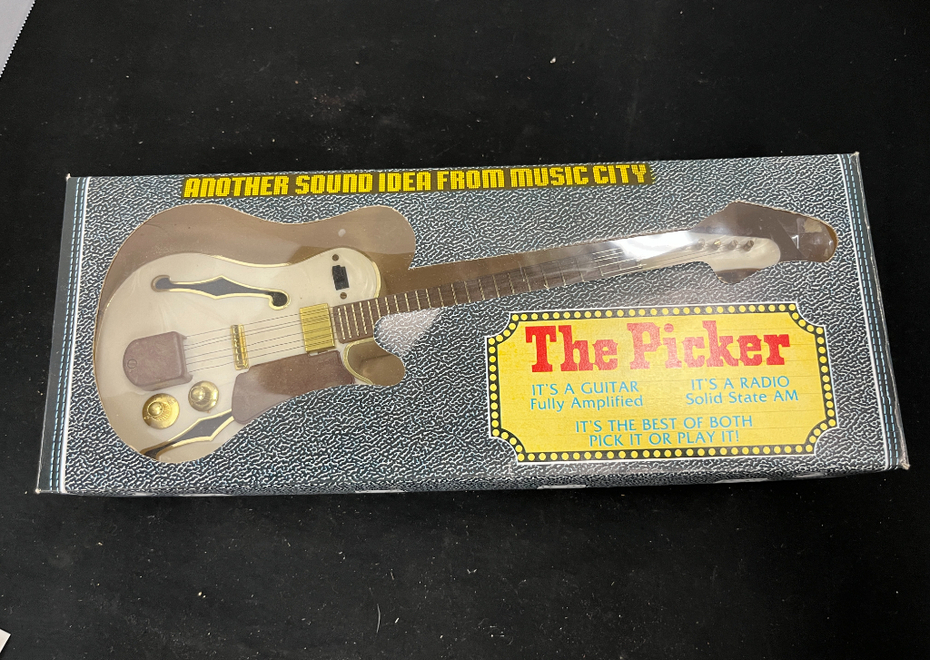 ANOTHER SOUND IDEA FROM MUSIC CITY
The Picker
IT'S A GUITAR
Fully Amplified
IT'S A RADIO
Solid State AM
IT'S THE BEST OF BOTH
PICK IT OR PLAY IT!